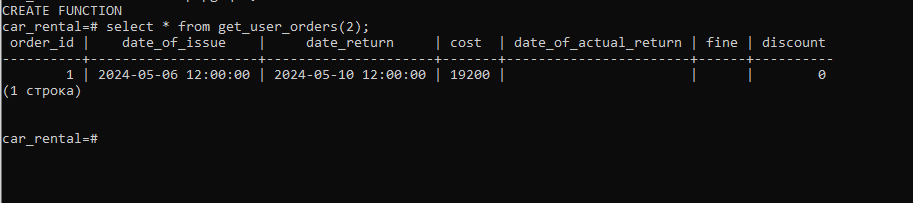 CREATE FUNCTION
car_rental=# select * from get_user_orders(2);
 order_id |    date_of_issue    |     date_return     | cost  | date_of_actual_return | fine | discount
----------+---------------------+---------------------+-------+-----------------------+------+----------
        1 | 2024-05-06 12:00:00 | 2024-05-10 12:00:00 | 19200 |                       |      |        0
(1 строка)
car_rental=#